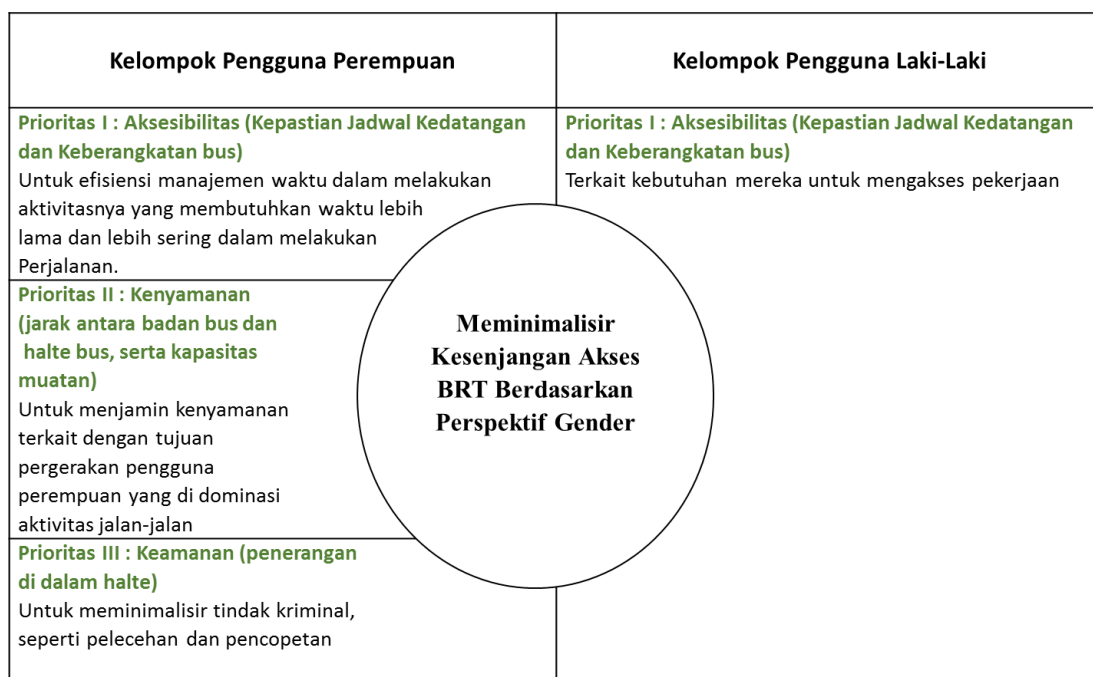 Kelompok Pengguna Perempuan
Kelompok Pengguna Laki-Laki
Prioritas I : Aksesibilitas (Kepastian Jadwal Kedatangan
dan Keberangkatan bus)
Untuk efisiensi manajemen waktu dalam melakukan
aktivitasnya yang membutuhkan waktu lebih
lama dan lebih sering dalam melakukan
Perjalanan.
Prioritas I : Aksesibilitas (Kepastian Jadwal Kedatangan
dan Keberangkatan bus)
Terkait kebutuhan mereka untuk mengakses pekerjaan
Prioritas II : Kenyamanan
(jarak antara badan bus dan
halte bus, serta kapasitas
muatan)
Untuk menjamin kenyamanan
terkait dengan tujuan
pergerakan pengguna
perempuan yang di dominasi
aktivitas jalan-jalan
Meminimalisir
Kesenjangan Akses
BRT Berdasarkan
Perspektif Gender
Prioritas III : Keamanan (penerangan
di dalam halte)
Untuk meminimalisir tindak kriminal,
seperti pelecehan dan pencopetan